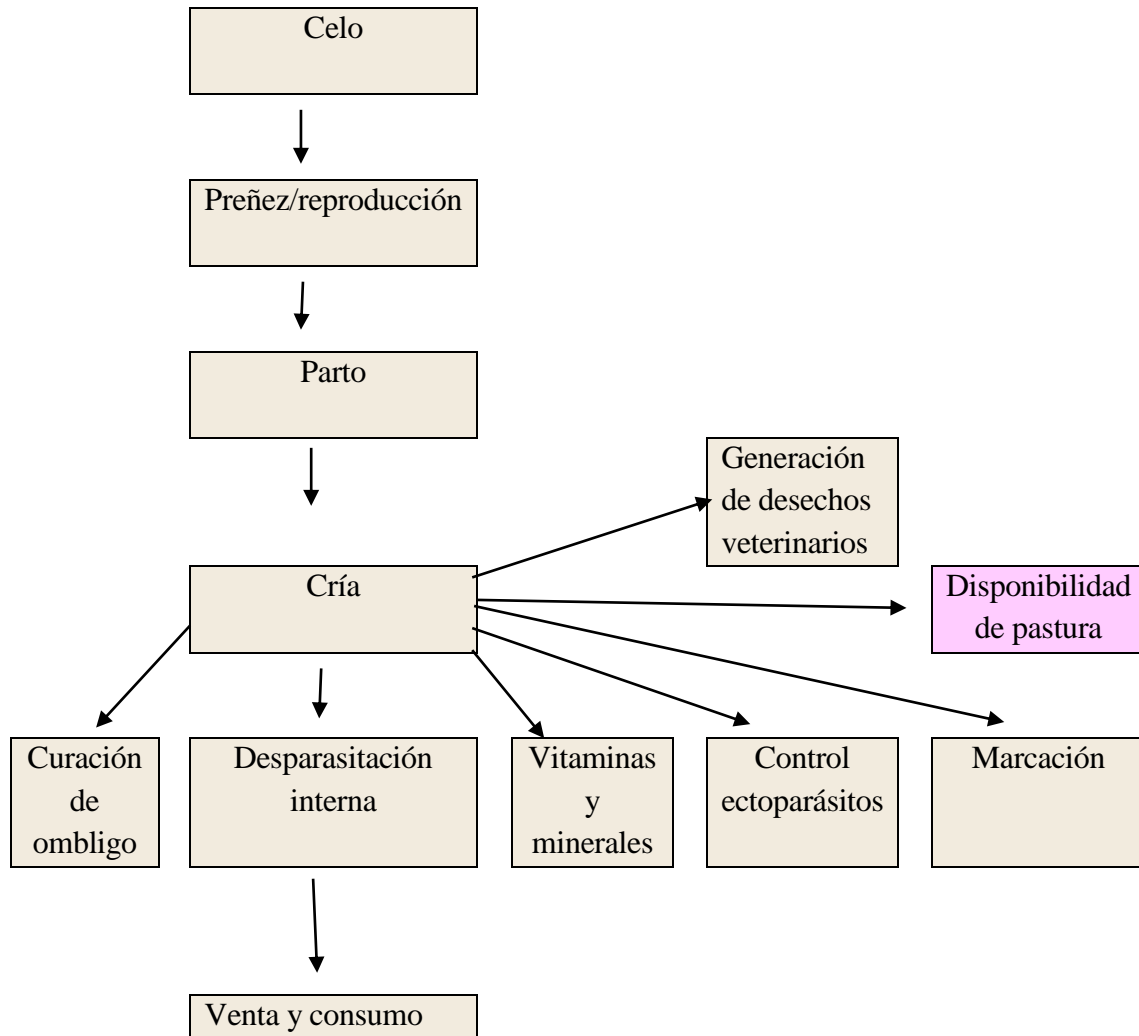 Celo
Preñez/reproducción
Parto
Generación
de desechos
veterinarios
Cría
Disponibilidad
de pastura
Curación
de
ombligo
Desparasitación
interna
Vitaminas
y
minerales
Control
ectoparásitos
Marcación
Venta y consumo